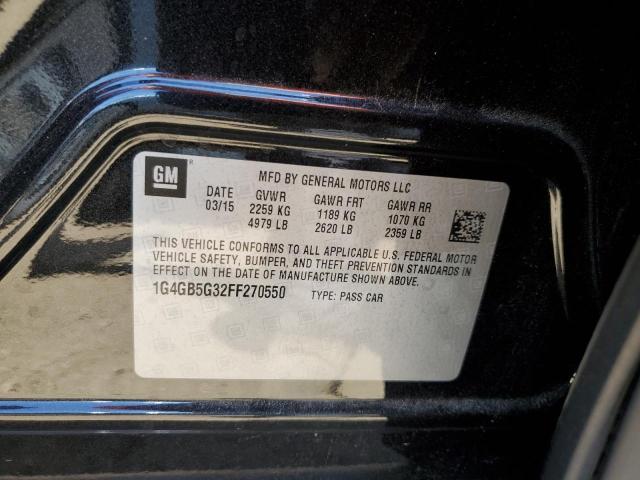 GM ®
MFD BY GENERAL MOTORS LLC
DATE GVWR GAWR FRT GAWR RR
03/15 2259 KG 1189 KG 1070 KG
4979 LB 2620 LB 2359 LB
THIS VEHICLE CONFORMS TO ALL APPLICABLE U.S. FEDERAL MOTOR
VEHICLE SAFETY, BUMPER, AND THEFT PREVENTION STANDARDS IN
EFFECT ON THE DATE OF MANUFACTURE SHOWN ABOVE.
1G4GB5G32FF270550 TYPE: PASS CAR